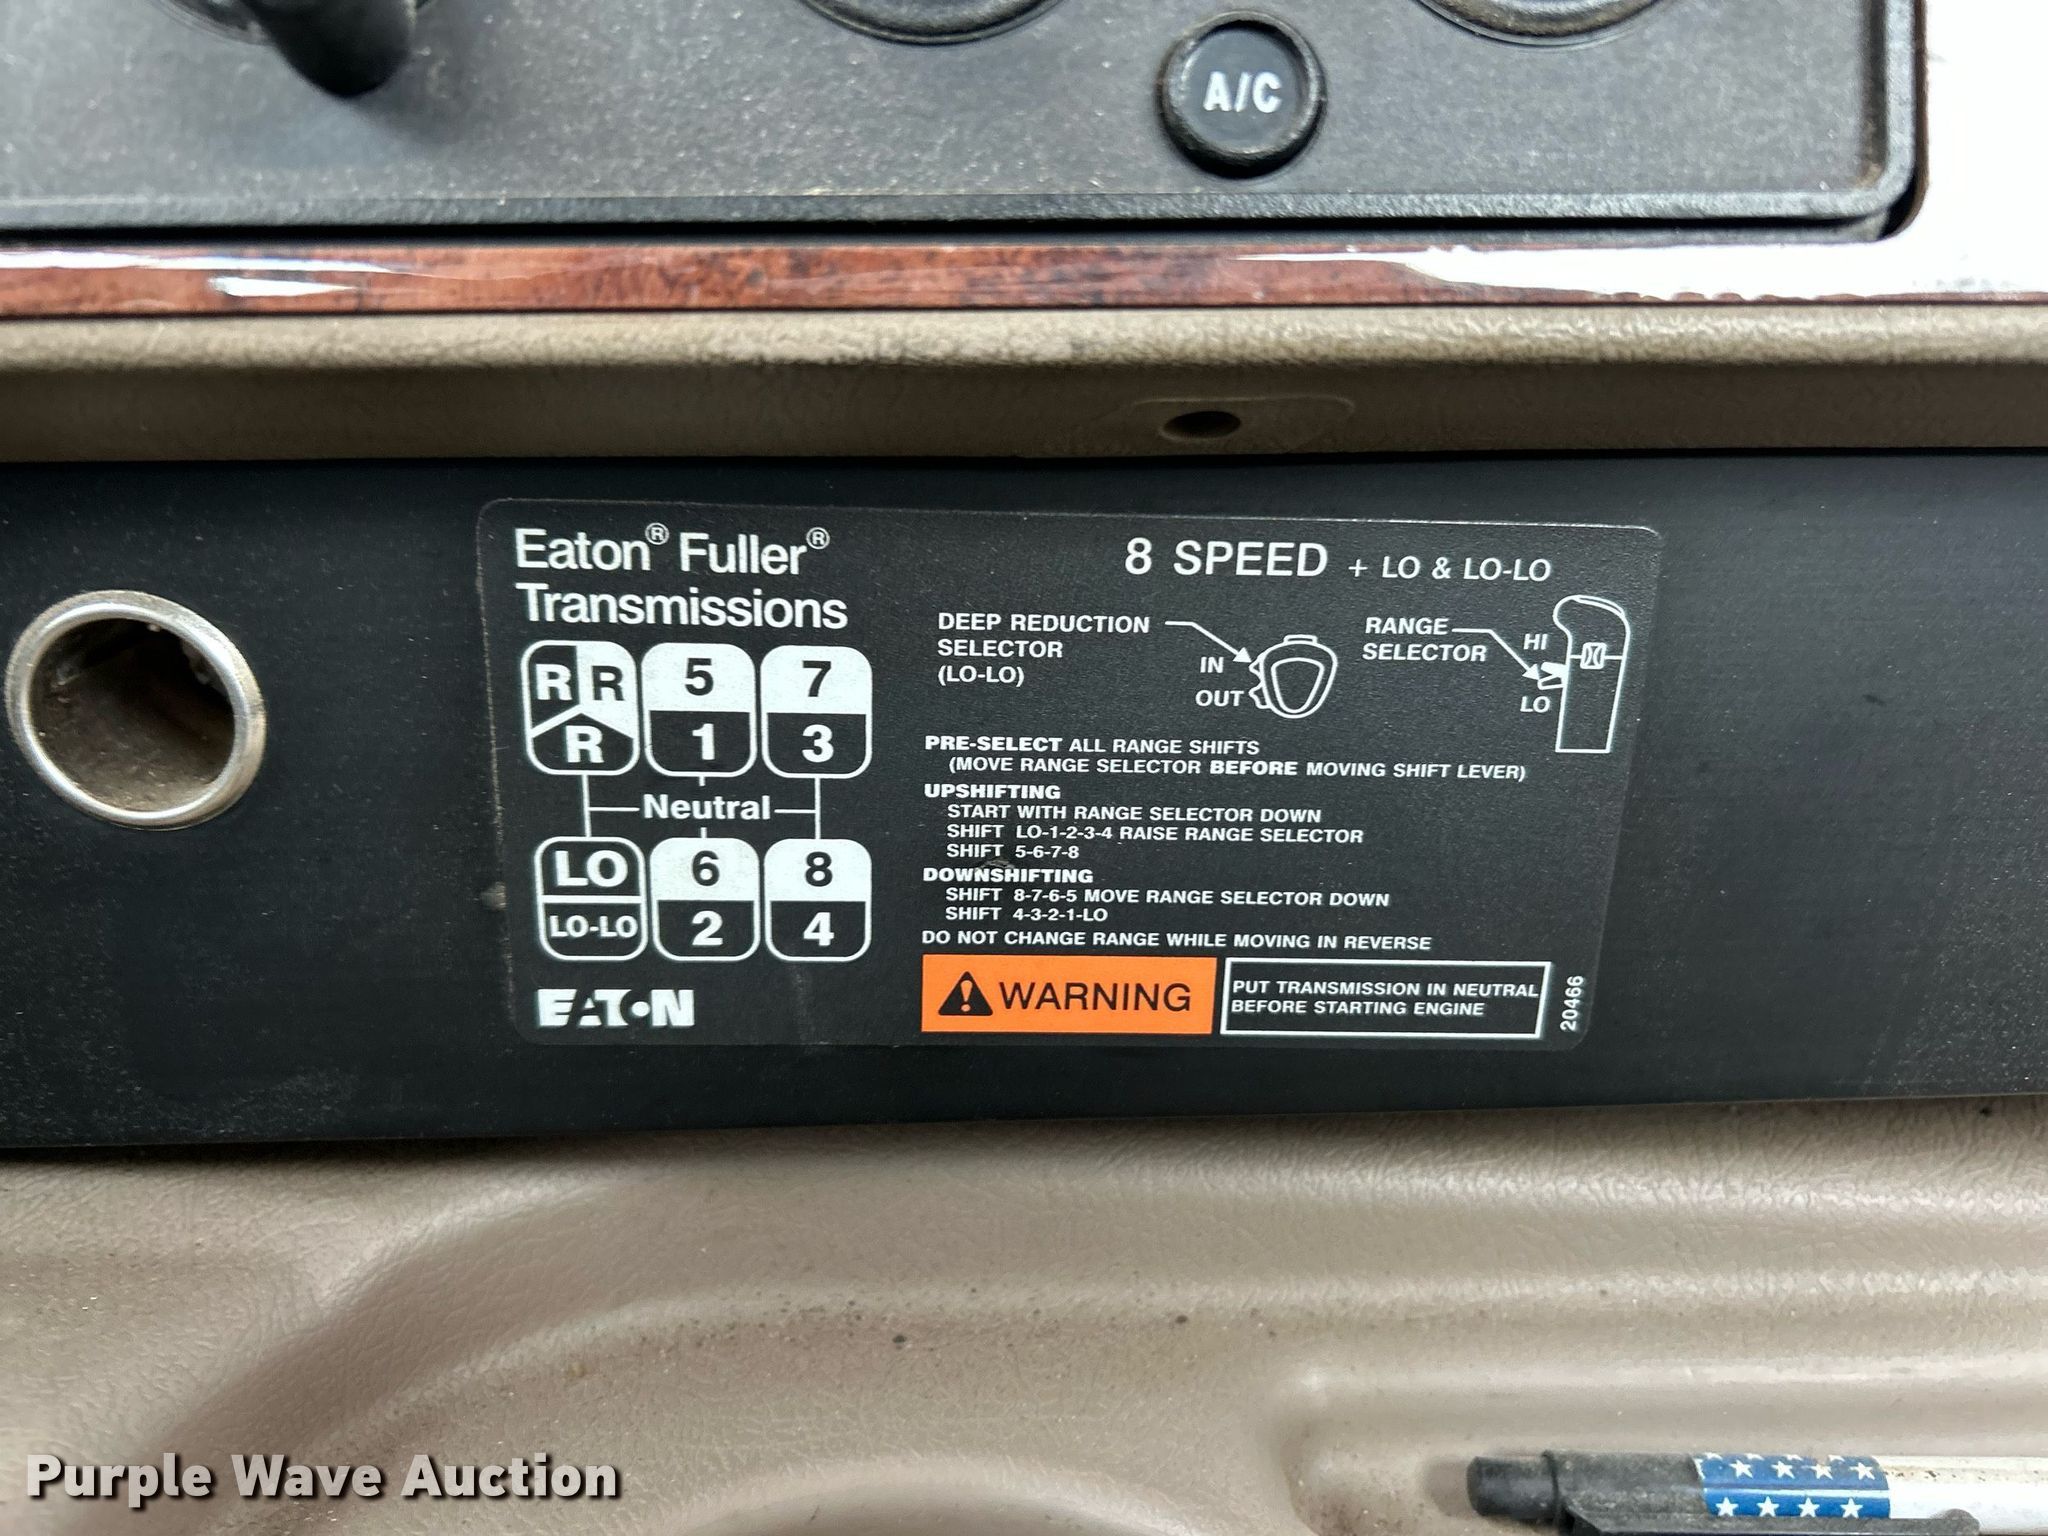 A/C
Eaton® Fuller®
Transmissions
8 SPEED + LO & LO-LO
DEEP REDUCTION
SELECTOR
(LO-LO)
IN
OUT
RANGE
SELECTOR
HI
LO
R R 5 7
R 1 3
Neutral
LO 6 8
LO-LO 2 4
EATON
PRE-SELECT ALL RANGE SHIFTS
(MOVE RANGE SELECTOR BEFORE MOVING SHIFT LEVER)
UPSHIFTING
START WITH RANGE SELECTOR DOWN
SHIFT LO-1-2-3-4 RAISE RANGE SELECTOR
SHIFT 5-6-7-8
DOWNSHIFTING
SHIFT 8-7-6-5 MOVE RANGE SELECTOR DOWN
SHIFT 4-3-2-1-LO
DO NOT CHANGE RANGE WHILE MOVING IN REVERSE
WARNING
PUT TRANSMISSION IN NEUTRAL
BEFORE STARTING ENGINE
20466
Purple Wave Auction